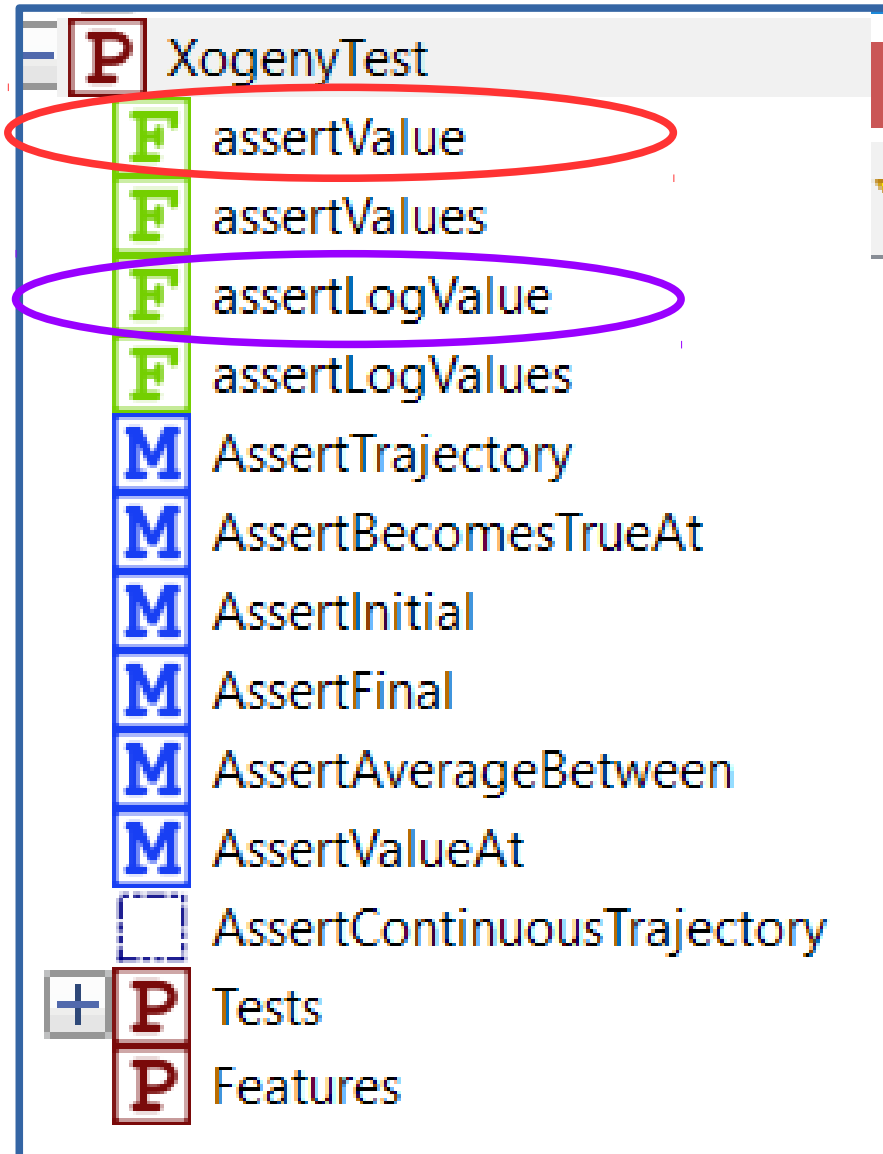 P XogenyTest
F assertValue
F assertValues
F assertLogValue
F assertLogValues
M AssertTrajectory
M AssertBecomesTrueAt
M AssertInitial
M AssertFinal
M AssertAverageBetween
M AssertValueAt
AssertContinuousTrajectory
P Tests
P Features